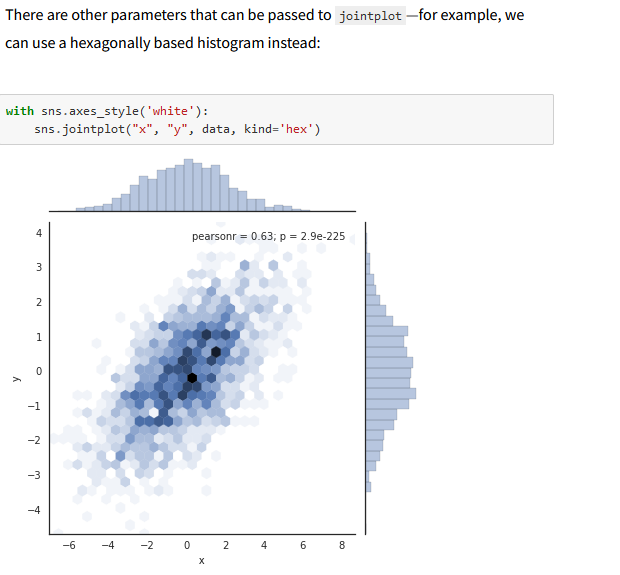 There are other parameters that can be passed to jointplot—for example, we
can use a hexagonally based histogram instead:
with sns.axes_style('white'):
    sns.jointplot("x", "y", data, kind='hex')
pearsonr = 0.63; p = 2.9e-225
4
3
2
1
0
−1
−2
−3
−4
y
−6 −4 −2 0 2 4 6 8
x